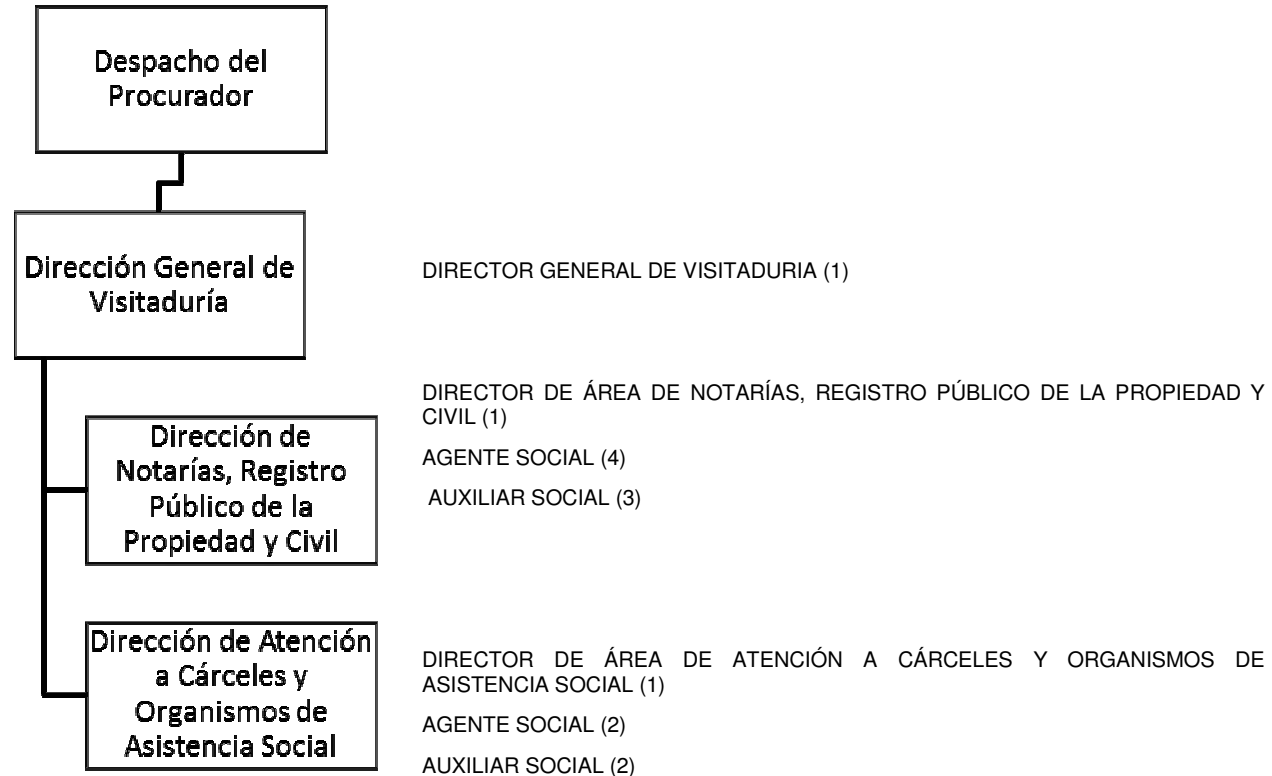 Despacho del
Procurador
Dirección General de
Visitaduría
DIRECTOR GENERAL DE VISITADURIA (1)
Dirección de
Notarías, Registro
Público de la
Propiedad y Civil
DIRECTOR DE ÁREA DE NOTARÍAS, REGISTRO PÚBLICO DE LA PROPIEDAD Y
CIVIL (1)
AGENTE SOCIAL (4)
AUXILIAR SOCIAL (3)
Dirección de Atención
a Cárceles y
Organismos de
Asistencia Social
DIRECTOR DE ÁREA DE ATENCIÓN A CÁRCELES Y ORGANISMOS DE
ASISTENCIA SOCIAL (1)
AGENTE SOCIAL (2)
AUXILIAR SOCIAL (2)